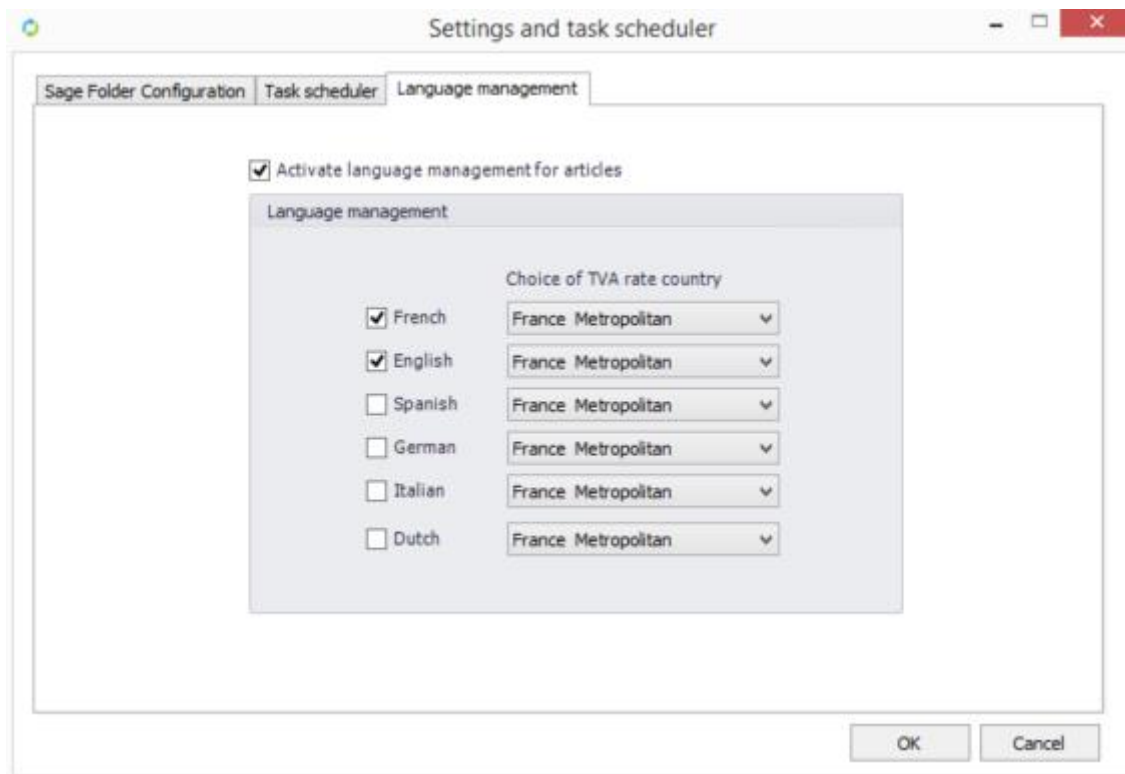 Settings and task scheduler
Sage Folder Configuration Task scheduler Language management
Activate language management for articles
Language management
Choice of TVA rate country
French France Metropolitan
English France Metropolitan
Spanish France Metropolitan
German France Metropolitan
Italian France Metropolitan
Dutch France Metropolitan
OK Cancel